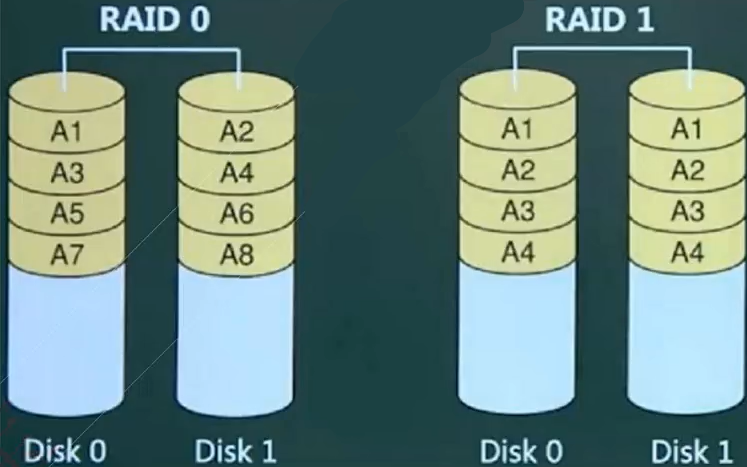 RAID 0
A1
A3
A5
A7
Disk 0
A2
A4
A6
A8
Disk 1
RAID 1
A1
A2
A3
A4
Disk 0
A1
A2
A3
A4
Disk 1